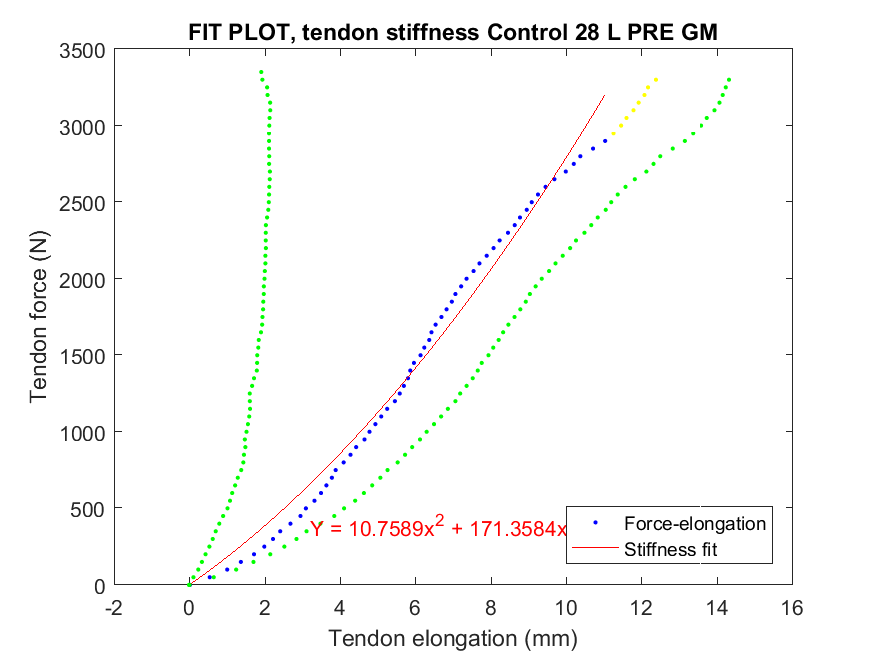 FIT PLOT, tendon stiffness Control 28 L PRE GM
3500
3000
2500
2000
1500
1000
500
0
Tendon force (N)
Y = 10.7589x² + 171.3584x
Force-elongation
Stiffness fit
-2 0 2 4 6 8 10 12 14 16
Tendon elongation (mm)